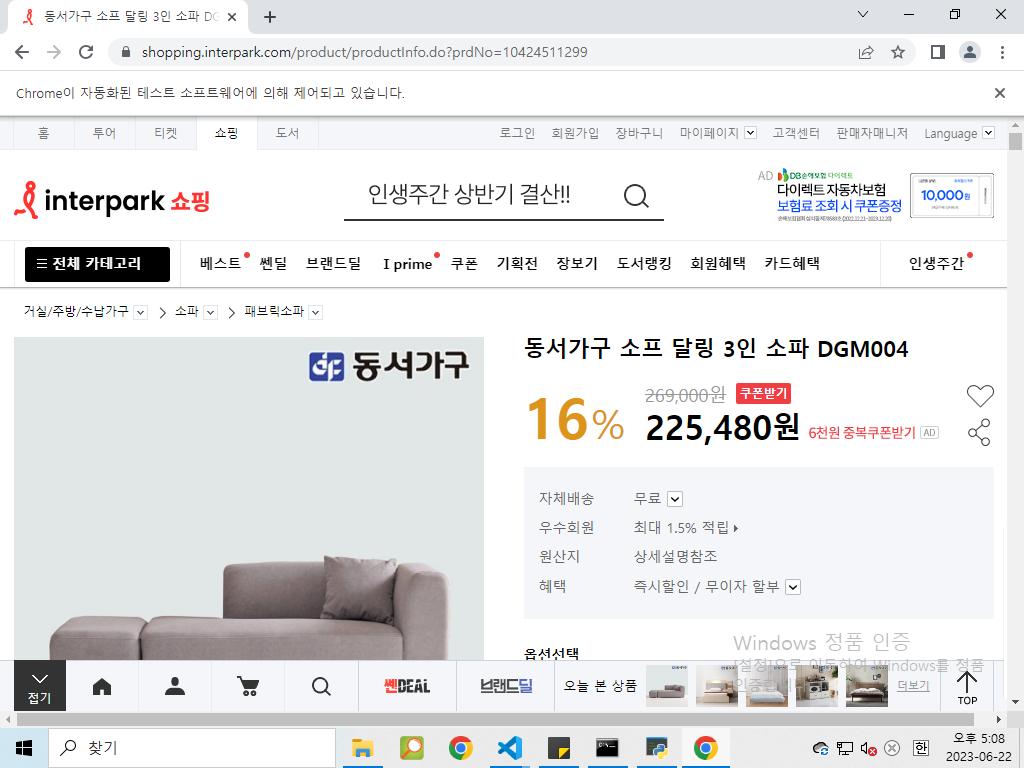 동서가구 소프 달링 3인 소파 DG
shopping.interpark.com/product/productInfo.do?prdNo=10424511299
Chrome이 자동화된 테스트 소프트웨어에 의해 제어되고 있습니다.
홈 투어 티켓 쇼핑 도서 로그인 회원가입 장바구니 마이페이지 고객센터 판매자매니저 Language
interpark 쇼핑
인생주간 상반기 결산!!
AD DB손해보험 다이렉트
다이렉트 자동차보험
보험료 조회 시 쿠폰증정
10,000원
전체 카테고리 베스트 쎈딜 브랜드딜 I prime 쿠폰 기획전 장보기 도서랭킹 회원혜택 카드혜택 인생주간
거실/주방/수납가구 소파 패브릭소파
동서가구
동서가구 소프 달링 3인 소파 DGM004
16%
269,000원 쿠폰받기
225,480원 6천원 중복쿠폰받기 AD
자체배송 무료
우수회원 최대 1.5% 적립
원산지 상세설명참조
혜택 즉시할인 / 무이자 할부
옵션선택
Windows 정품 인증
[설정]으로 이동하여 Windows를 정품
접기
쎈DEAL
브랜드딜
오늘 본 상품
더보기
TOP
찾기
한
오후 5:08
2023-06-22